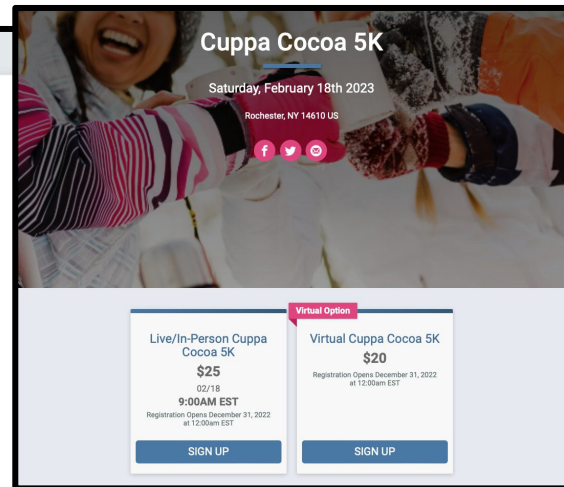 Cuppa Cocoa 5K
Saturday, February 18th 2023
Rochester, NY 14610 US
Live/In-Person Cuppa
Cocoa 5K
$25
02/18
9:00AM EST
Registration Opens December 31, 2022
at 12:00am EST
SIGN UP
Virtual Option
Virtual Cuppa Cocoa 5K
$20
Registration Opens December 31, 2022
at 12:00am EST
SIGN UP